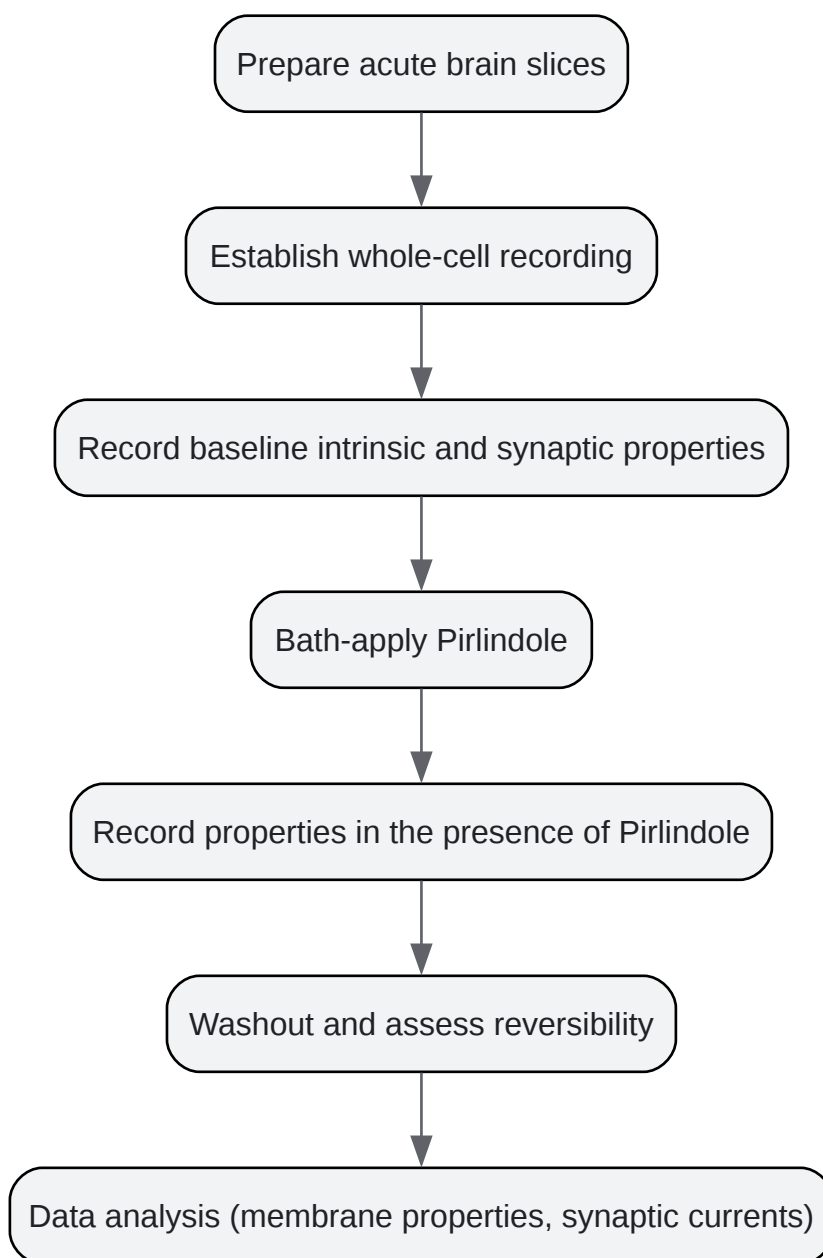 Prepare acute brain slices
Establish whole-cell recording
Record baseline intrinsic and synaptic properties
Bath-apply Pirlindole
Record properties in the presence of Pirlindole
Washout and assess reversibility
Data analysis (membrane properties, synaptic currents)